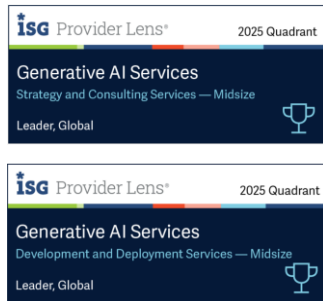 ISG Provider Lens®
2025 Quadrant
Generative AI Services
Strategy and Consulting Services — Midsize
Leader, Global
ISG Provider Lens®
2025 Quadrant
Generative AI Services
Development and Deployment Services — Midsize
Leader, Global